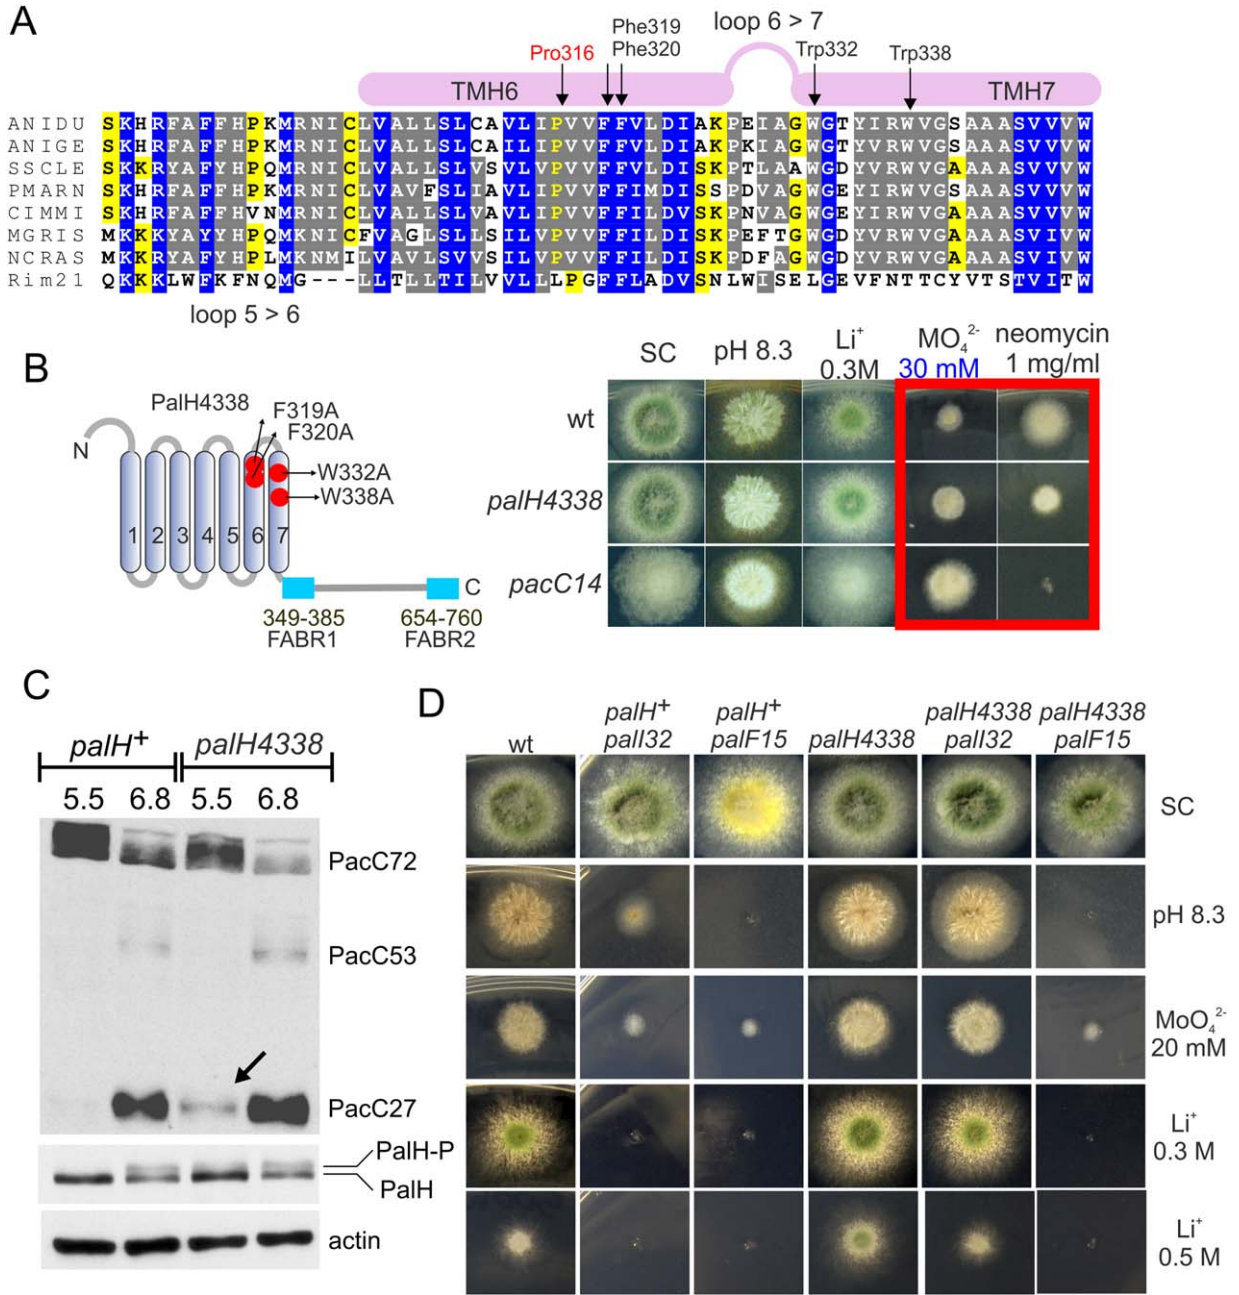 A
loop 6 > 7
Phe319
Pro316 Phe320 Trp332 Trp338
TMH6 TMH7
ANIDU SKHRFAFFHPKMRNICLVALLSLCAVLIPVVFFVLDIAKPEIAGWGTYIRWVGSAAASVVVW
ANIGE SKHRFAFFHPKMRNICLVALLSLCAILIPVVFFVLDIAKPKIAGWGTYVRWVGSAAASVVVW
SSCLE SKKRYAFFHPQMRNICLVALLSLVSVLVPVVFFILDISKPTLAAWGDYVRWVGAAAASVVVW
PMARN SKHRFAFFHPKMRNICLVAVFSLIAVLIPVVFFIMDISSPDVAGWGEYIRWVGSAAASVVVW
CIMMI SKHRFAFFHVNMRNICLVALLSLVAVLIPVVFFILDVSKPNVAGWGEYIRWVGAAAASVVVW
MGRIS MKKKYAYYHPQMKNICFVAGLSLLSILVPVVFFILDISKPEFTGWGDYVRWVGAAAASVIVW
NCRAS MKKRYAFYHPLMKNMILVAVLSVVSVIVPVVFFILDISKPDFAGWGEYVRWVGAAAASVIVW
Rim21 QKKKLWFKFNQMG---LLTLLTILVVLLLPGFFLADVSNLWISELGEVFNTTCYVTSTVITW
loop 5 > 6
B
PalH4338
F319A
F320A
N
W332A
W338A
1 2 3 4 5 6 7
C
349-385 654-760
FABR1 FABR2
SC pH 8.3 Li+ MO₄²⁻ neomycin
0.3M 30 mM 1 mg/ml
wt
palH4338
pacC14
C
palH+ palH4338
5.5 6.8 5.5 6.8
PacC72
PacC53
PacC27
PalH-P
PalH
actin
D
palH+ palH+ palH4338 palH4338
wt palI32 palF15 palH4338 palI32 palF15
SC
pH 8.3
MoO₄²⁻
20 mM
Li+
0.3 M
Li+
0.5 M